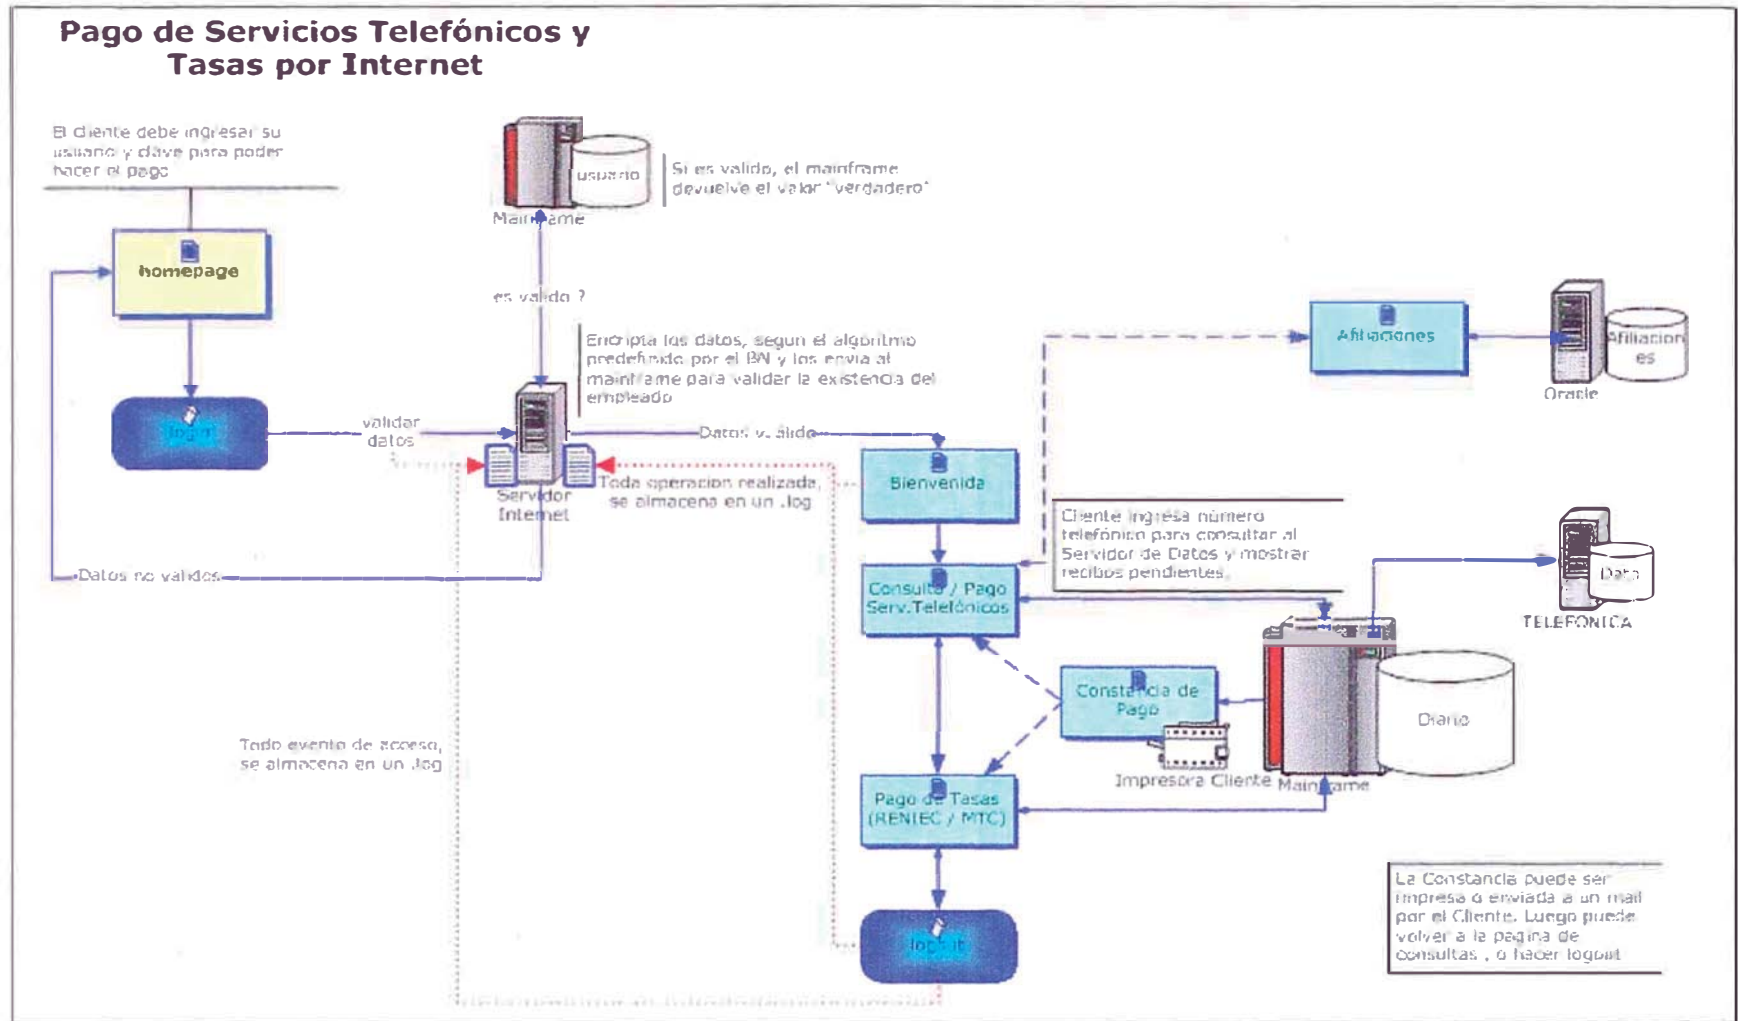 Pago de Servicios Telefónicos y
Tasas por Internet
El cliente debe ingresar su
usuario y clave para poder
hacer el pago
homepage
login
usuario
Mainframe
Si es valido, el mainframe
devuelve el valor "verdadero"
es valido ?
Encripta los datos, segun el algoritmo
predefinido por el BN y los envia al
mainframe para validar la existencia del
empleado
validar
datos
Servidor
Internet
Datos no validos
Toda operacion realizada,
se almacena en un .log
Bienvenida
Afiliaciones
Afiliacion
es
Oracle
Cliente ingresa número
telefónico para consultar al
Servidor de Datos y mostrar
recibos pendientes.
Consulta / Pago
Serv.Telefónicos
Data
TELEFONICA
Constancia de
Pago
Impresora Cliente
Diario
Mainframe
Todo evento de acceso,
se almacena en un .log
Pago de Tasas
(RENIEC / MTC)
logout
La Constancia puede ser
impresa o enviada a un mail
por el Cliente. Luego puede
volver a la pagina de
consultas , o hacer logout